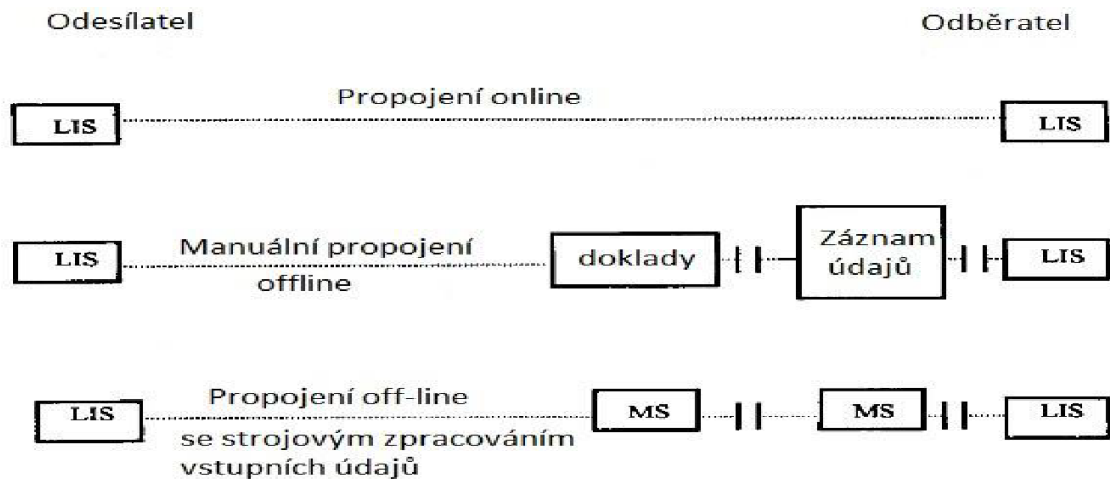 Odesílatel Odběratel
Propojení online
LIS LIS
Manuální propojení
offline
LIS doklady Záznam
údajů LIS
Propojení off-line
LIS MS MS LIS
se strojovým zpracováním
vstupních údajů